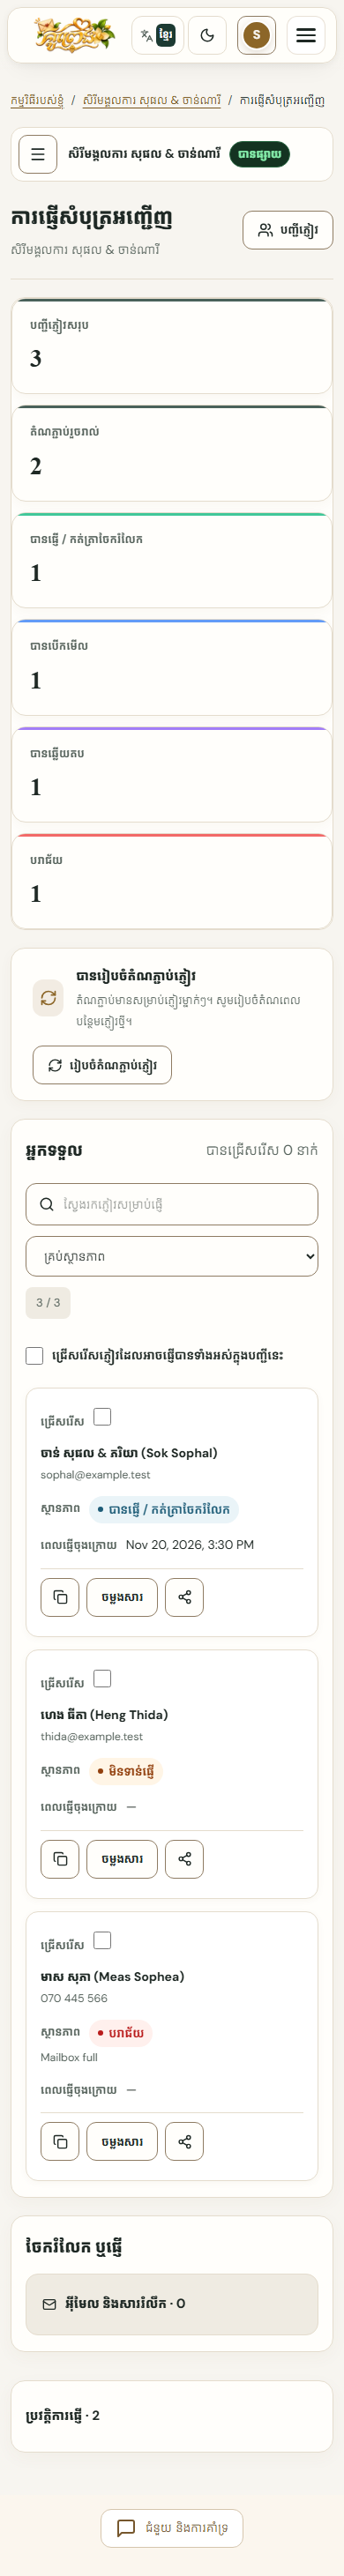 ខ្មែរ
S
កម្មវិធីរបស់ខ្ញុំ / សិរីមង្គលការ សុផល & ចាន់ណារី / ការផ្ញើសំបុត្រអញ្ជើញ
សិរីមង្គលការ សុផល & ចាន់ណារី បានផ្សាយ
ការផ្ញើសំបុត្រអញ្ជើញ
បញ្ជីភ្ញៀវ
សិរីមង្គលការ សុផល & ចាន់ណារី
បញ្ជីភ្ញៀវសរុប
3
តំណភ្ជាប់រួចរាល់
2
បានផ្ញើ / កត់ត្រាចែករំលែក
1
បានបើកមើល
1
បានឆ្លើយតប
1
បរាជ័យ
1
បានរៀបចំតំណភ្ជាប់ភ្ញៀវ
តំណភ្ជាប់មានសម្រាប់ភ្ញៀវម្នាក់ៗ។ សូមរៀបចំតំណពេល
បន្ថែមភ្ញៀវថ្មី។
រៀបចំតំណភ្ជាប់ភ្ញៀវ
អ្នកទទួល
បានជ្រើសរើស 0 នាក់
ស្វែងរកភ្ញៀវសម្រាប់ផ្ញើ
គ្រប់ស្ថានភាព
3 / 3
ជ្រើសរើសភ្ញៀវដែលអាចផ្ញើបានទាំងអស់ក្នុងបញ្ជីនេះ
ជ្រើសរើស
ចាន់ សុផល & ភរិយា (Sok Sophal)
sophal@example.test
ស្ថានភាព បានផ្ញើ / កត់ត្រាចែករំលែក
ពេលផ្ញើចុងក្រោយ Nov 20, 2026, 3:30 PM
ចម្លងសារ
ជ្រើសរើស
ហេង ធីតា (Heng Thida)
thida@example.test
ស្ថានភាព មិនទាន់ផ្ញើ
ពេលផ្ញើចុងក្រោយ —
ចម្លងសារ
ជ្រើសរើស
មាស សុភា (Meas Sophea)
070 445 566
ស្ថានភាព បរាជ័យ
Mailbox full
ពេលផ្ញើចុងក្រោយ —
ចម្លងសារ
ចែករំលែក ឬផ្ញើ
អ៊ីមែល និងសាររំលឹក · 0
ប្រវត្តិការផ្ញើ · 2
ជំនួយ និងការគាំទ្រ